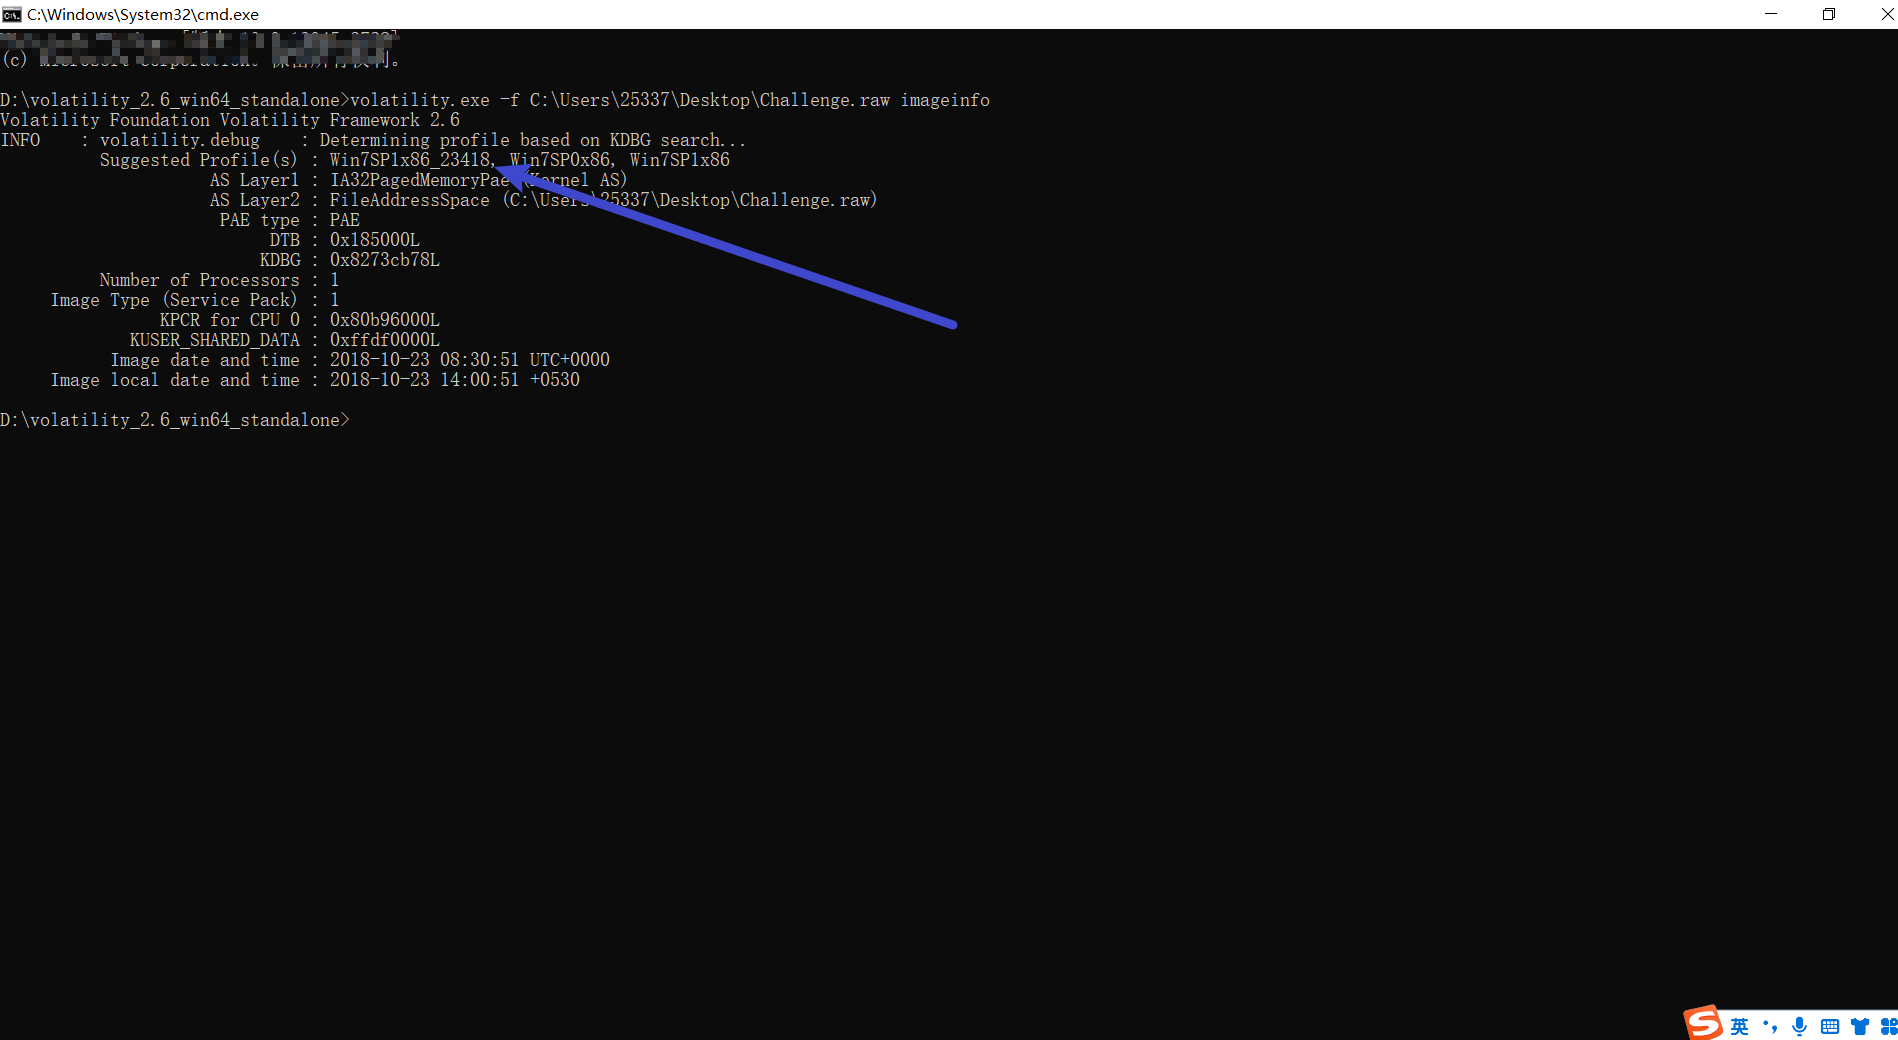 C:\Windows\System32\cmd.exe
(c)
D:\volatility_2.6_win64_standalone>volatility.exe -f C:\Users\25337\Desktop\Challenge.raw imageinfo
Volatility Foundation Volatility Framework 2.6
INFO    : volatility.debug    : Determining profile based on KDBG search...
Suggested Profile(s) : Win7SP1x86_23418, Win7SP0x86, Win7SP1x86
AS Layer1 : IA32PagedMemoryPae (Kernel AS)
AS Layer2 : FileAddressSpace (C:\Users\25337\Desktop\Challenge.raw)
PAE type : PAE
DTB : 0x185000L
KDBG : 0x8273cb78L
Number of Processors : 1
Image Type (Service Pack) : 1
KPCR for CPU 0 : 0x80b96000L
KUSER_SHARED_DATA : 0xffdf0000L
Image date and time : 2018-10-23 08:30:51 UTC+0000
Image local date and time : 2018-10-23 14:00:51 +0530
D:\volatility_2.6_win64_standalone>
英